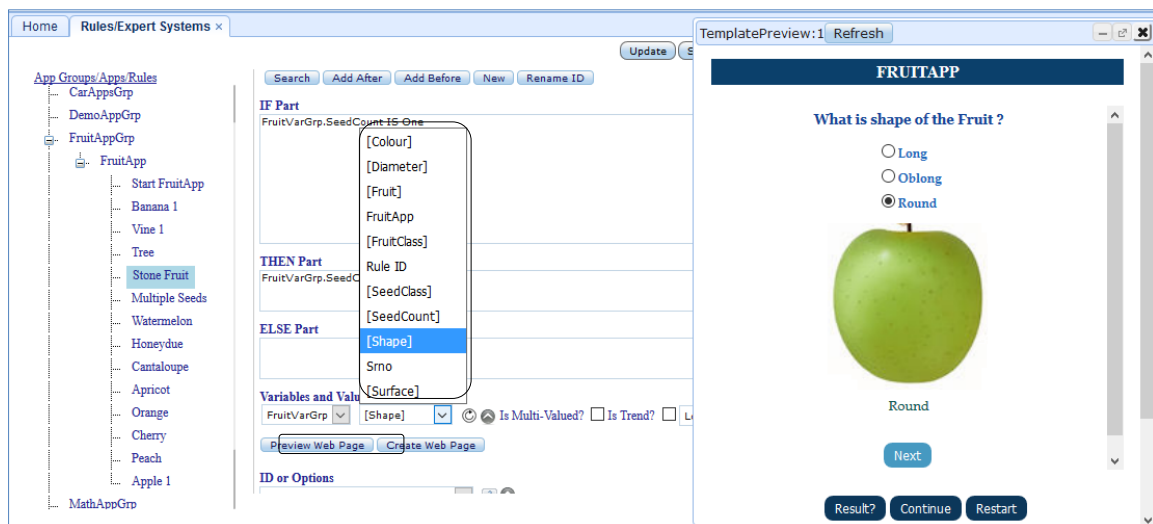 Home Rules/Expert Systems ×
TemplatePreview:1 Refresh
Update S
App Groups/Apps/Rules
CarAppsGrp
DemoAppGrp
FruitAppGrp
FruitApp
Start FruitApp
Banana 1
Vine 1
Tree
Stone Fruit
Multiple Seeds
Watermelon
Honeydue
Cantaloupe
Apricot
Orange
Cherry
Peach
Apple 1
MathAppGrp
Search Add After Add Before New Rename ID
IF Part
FruitVarGrp.SeedCount IS One
[Colour]
[Diameter]
[Fruit]
FruitApp
[FruitClass]
Rule ID
[SeedClass]
[SeedCount]
[Shape]
Srno
[Surface]
THEN Part
FruitVarGrp.SeedC
ELSE Part
Variables and Valu
FruitVarGrp [Shape] Is Multi-Valued? Is Trend? Le
Preview Web Page Create Web Page
ID or Options
FRUITAPP
What is shape of the Fruit ?
Long
Oblong
Round
Round
Next
Result? Continue Restart